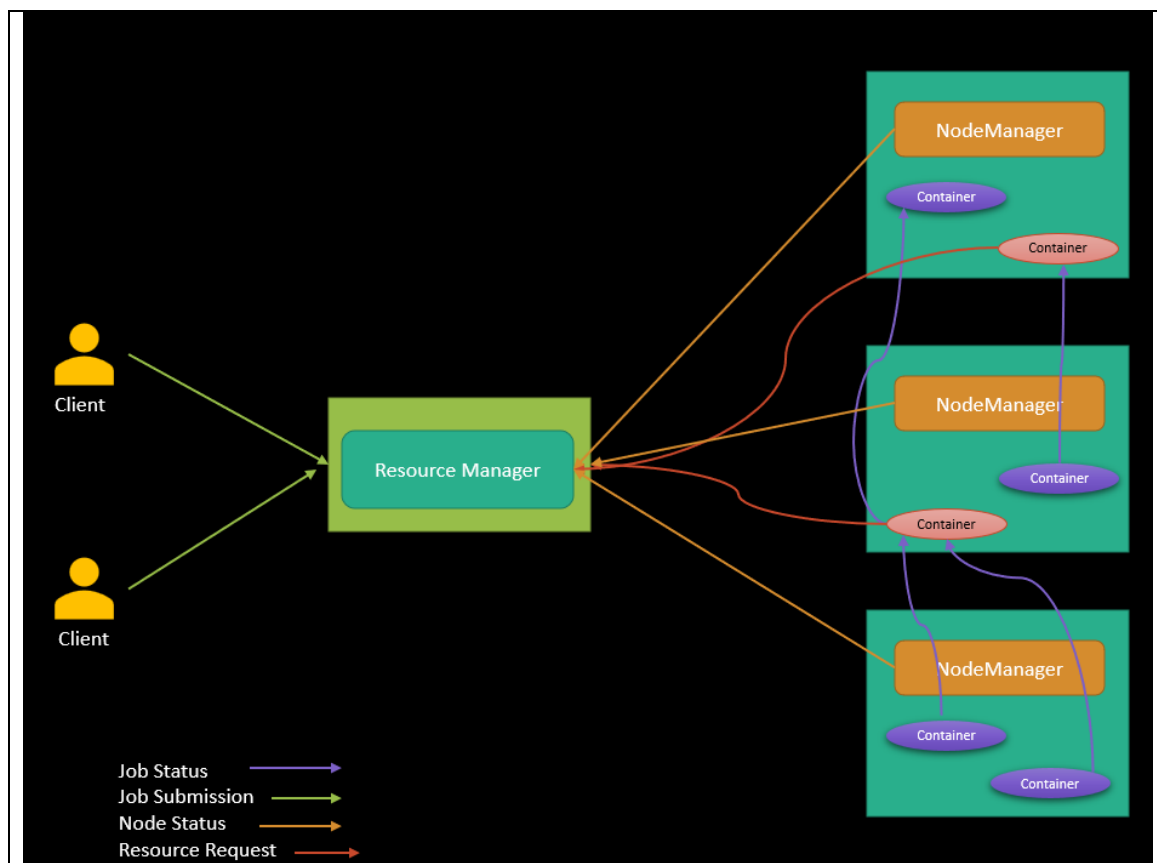 NodeManager
Container
Container
Client
NodeManager
Resource Manager
Container
Container
Client
NodeManager
Container
Container
Job Status
Job Submission
Node Status
Resource Request